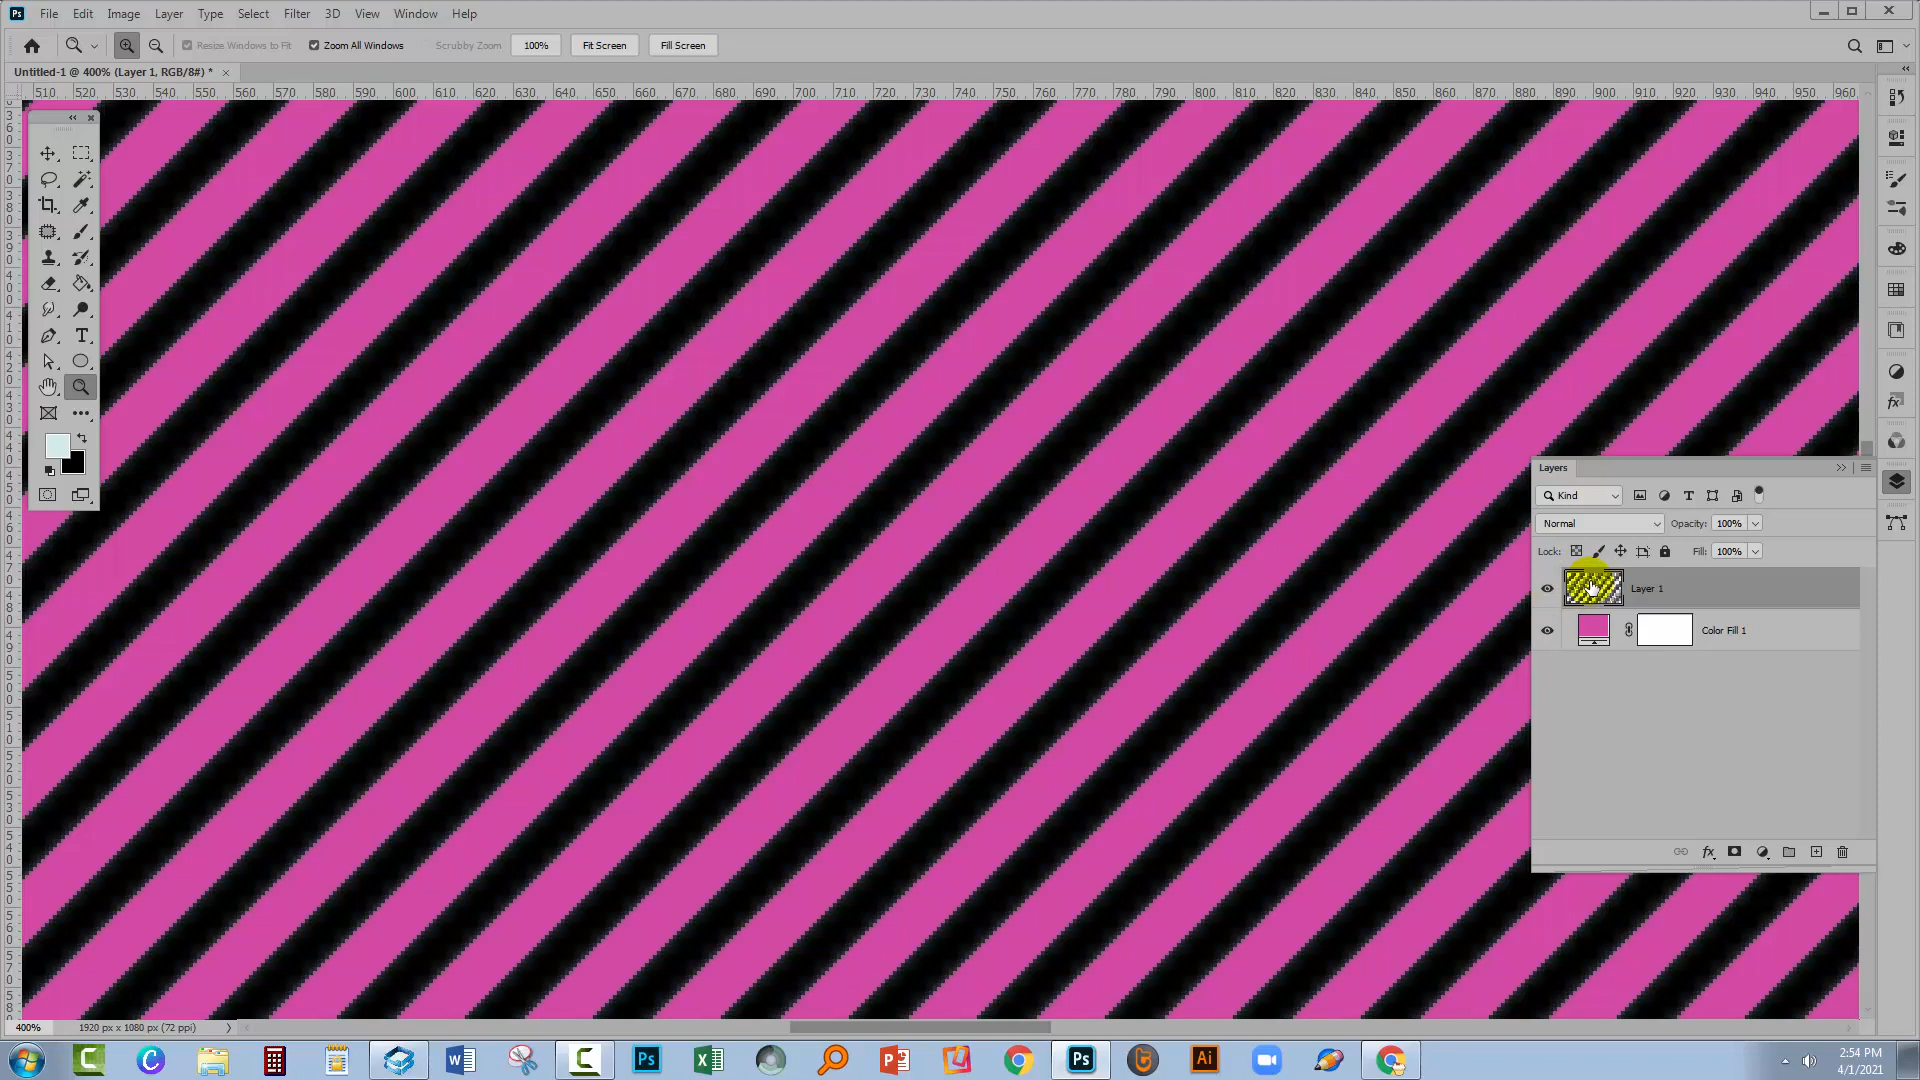 Ps File Edit Image Layer Type Select Filter 3D View Window Help
Resize Windows to Fit Zoom All Windows Scrubby Zoom 100% Fit Screen Fill Screen
Untitled-1 @ 400% (Layer 1, RGB/8#) * ×
510 520 530 540 550 560 570 580 590 600 610 620 630 640 650 660 670 680 690 700 710 720 730 740 750 760 770 780 790 800 810 820 830 840 850 860 870 880 890 900 910 920 930 940 950 960
Layers
Kind
Normal Opacity: 100%
Lock: Fill: 100%
Layer 1
Color Fill 1
fx
400% 1920 px x 1080 px (72 ppi)
2:54 PM
4/1/2021